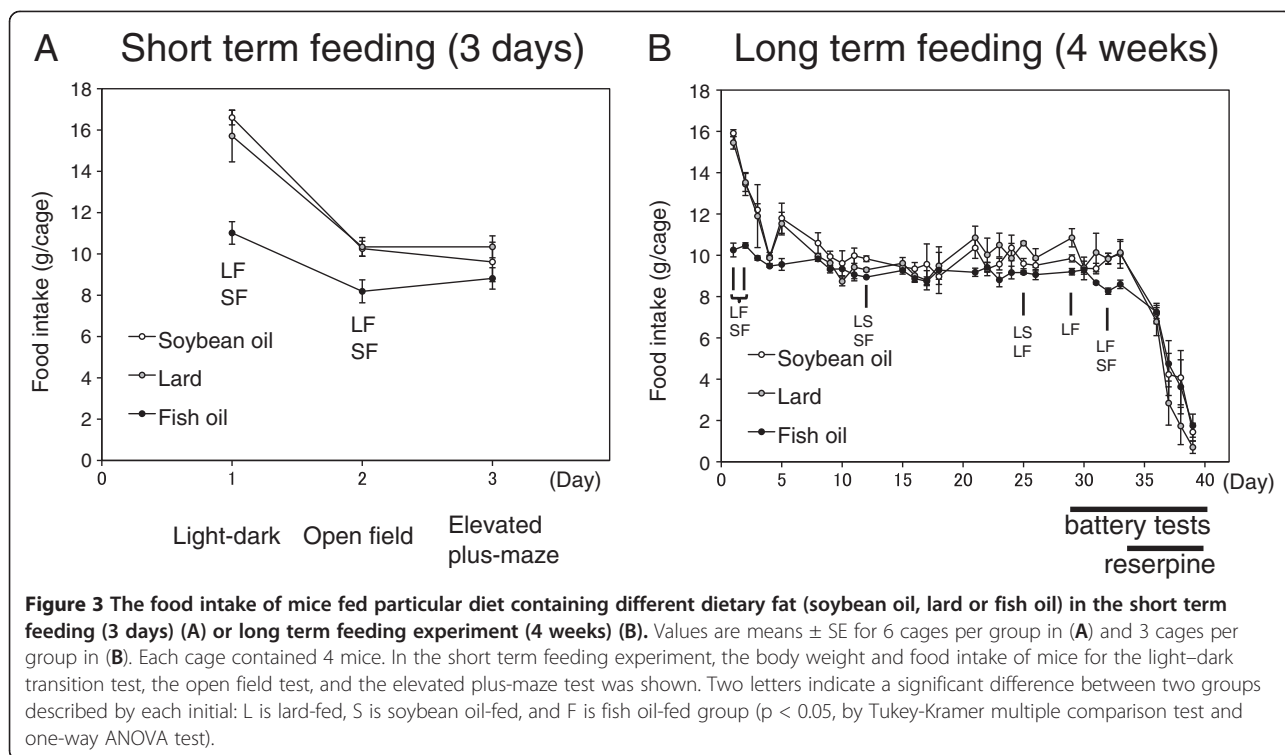 A Short term feeding (3 days)
18
16
14
12
10
8
6
4
2
0
Food intake (g/cage)
LF
SF
LF
SF
Soybean oil
Lard
Fish oil
0 1 2 3 (Day)
Light-dark Open field Elevated plus-maze
B Long term feeding (4 weeks)
18
16
14
12
10
8
6
4
2
0
Food intake (g/cage)
LF
SF
LS
SF
LS
LF
LF
LF
SF
Soybean oil
Lard
Fish oil
0 5 10 15 20 25 30 35 40 (Day)
battery tests
reserpine
Figure 3 The food intake of mice fed particular diet containing different dietary fat (soybean oil, lard or fish oil) in the short term
feeding (3 days) (A) or long term feeding experiment (4 weeks) (B). Values are means ± SE for 6 cages per group in (A) and 3 cages per
group in (B). Each cage contained 4 mice. In the short term feeding experiment, the body weight and food intake of mice for the light–dark
transition test, the open field test, and the elevated plus-maze test was shown. Two letters indicate a significant difference between two groups
described by each initial: L is lard-fed, S is soybean oil-fed, and F is fish oil-fed group (p < 0.05, by Tukey-Kramer multiple comparison test and
one-way ANOVA test).